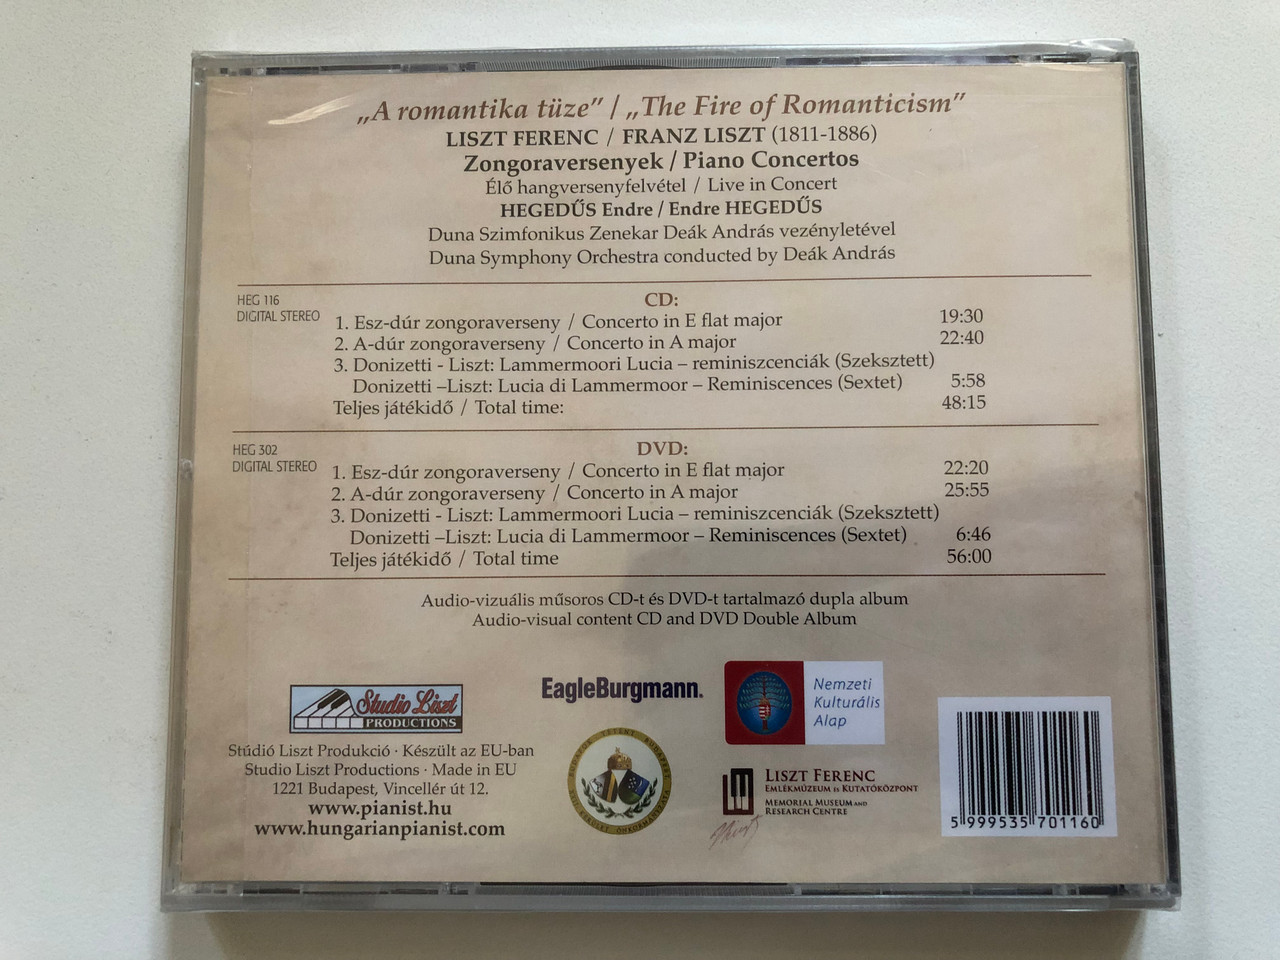 „A romantika tüze” / „The Fire of Romanticism”
LISZT FERENC / FRANZ LISZT (1811-1886)
Zongoraversenyek / Piano Concertos
Élő hangversenyfelvétel / Live in Concert
HEGEDŰS Endre / Endre HEGEDŰS
Duna Szimfonikus Zenekar Deák András vezényletével
Duna Symphony Orchestra conducted by Deák András
HEG 116
DIGITAL STEREO
CD:
1. Esz-dúr zongoraverseny / Concerto in E flat major 19:30
2. A-dúr zongoraverseny / Concerto in A major 22:40
3. Donizetti - Liszt: Lammermoori Lucia – reminiszcenciák (Szeksztett)
Donizetti –Liszt: Lucia di Lammermoor – Reminiscences (Sextet) 5:58
Teljes játékidő / Total time: 48:15
HEG 302
DIGITAL STEREO
DVD:
1. Esz-dúr zongoraverseny / Concerto in E flat major 22:20
2. A-dúr zongoraverseny / Concerto in A major 25:55
3. Donizetti - Liszt: Lammermoori Lucia – reminiszcenciák (Szeksztett)
Donizetti –Liszt: Lucia di Lammermoor – Reminiscences (Sextet) 6:46
Teljes játékidő / Total time 56:00
Audio-vizuális műsoros CD-t és DVD-t tartalmazó dupla album
Audio-visual content CD and DVD Double Album
Studio Liszt
PRODUCTIONS
Stúdió Liszt Produkció · Készült az EU-ban
Studio Liszt Productions · Made in EU
1221 Budapest, Vincellér út 12.
www.pianist.hu
www.hungarianpianist.com
EagleBurgmann.
Nemzeti
Kulturális
Alap
LISZT FERENC
EMLÉKMÚZEUM ÉS KUTATÓKÖZPONT
MEMORIAL MUSEUM AND
RESEARCH CENTRE
5 999535 701160